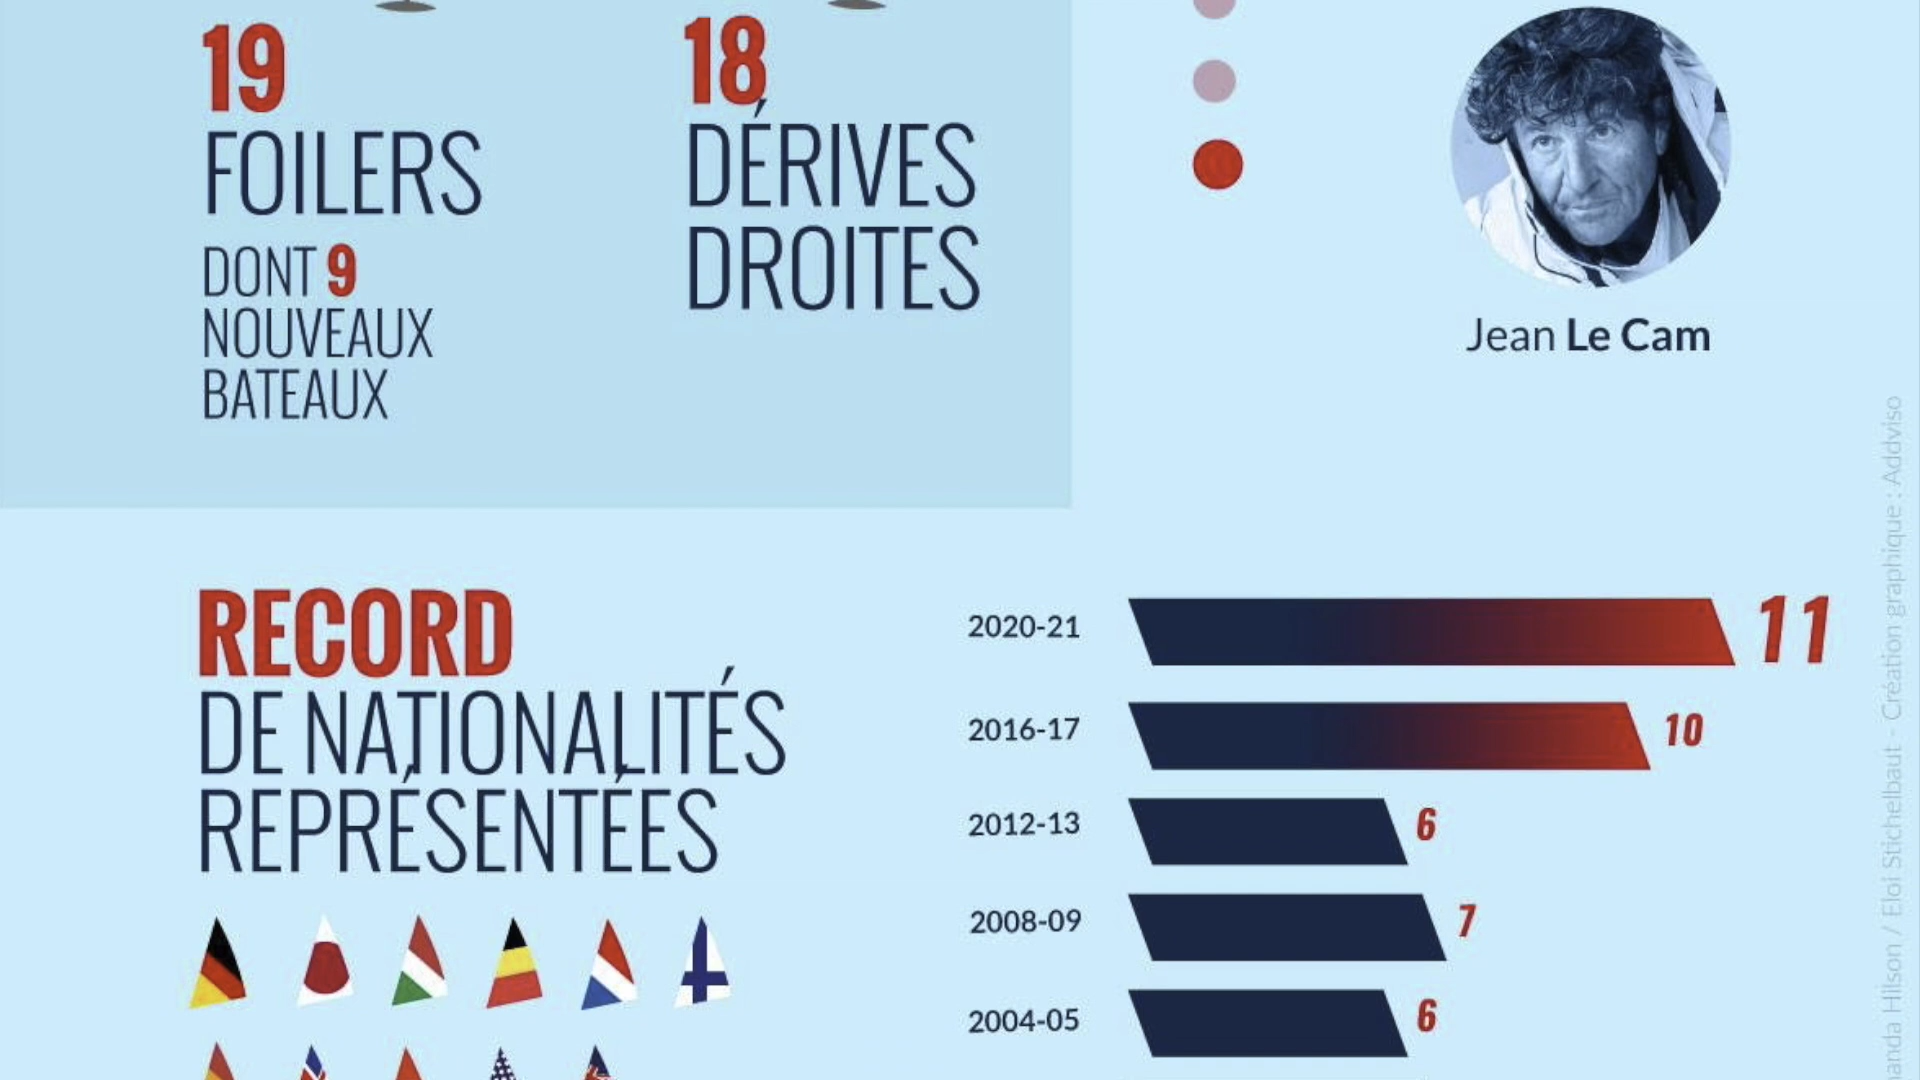 19
FOILERS
DONT 9
NOUVEAUX
BATEAUX
18
DÉRIVES
DROITES
Jean Le Cam
RECORD
DE NATIONALITÉS
REPRÉSENTÉES
2020-21 11
2016-17 10
2012-13 6
2008-09 7
2004-05 6
Hilson / Eloi Stichelbaut - Création graphique : Addviso